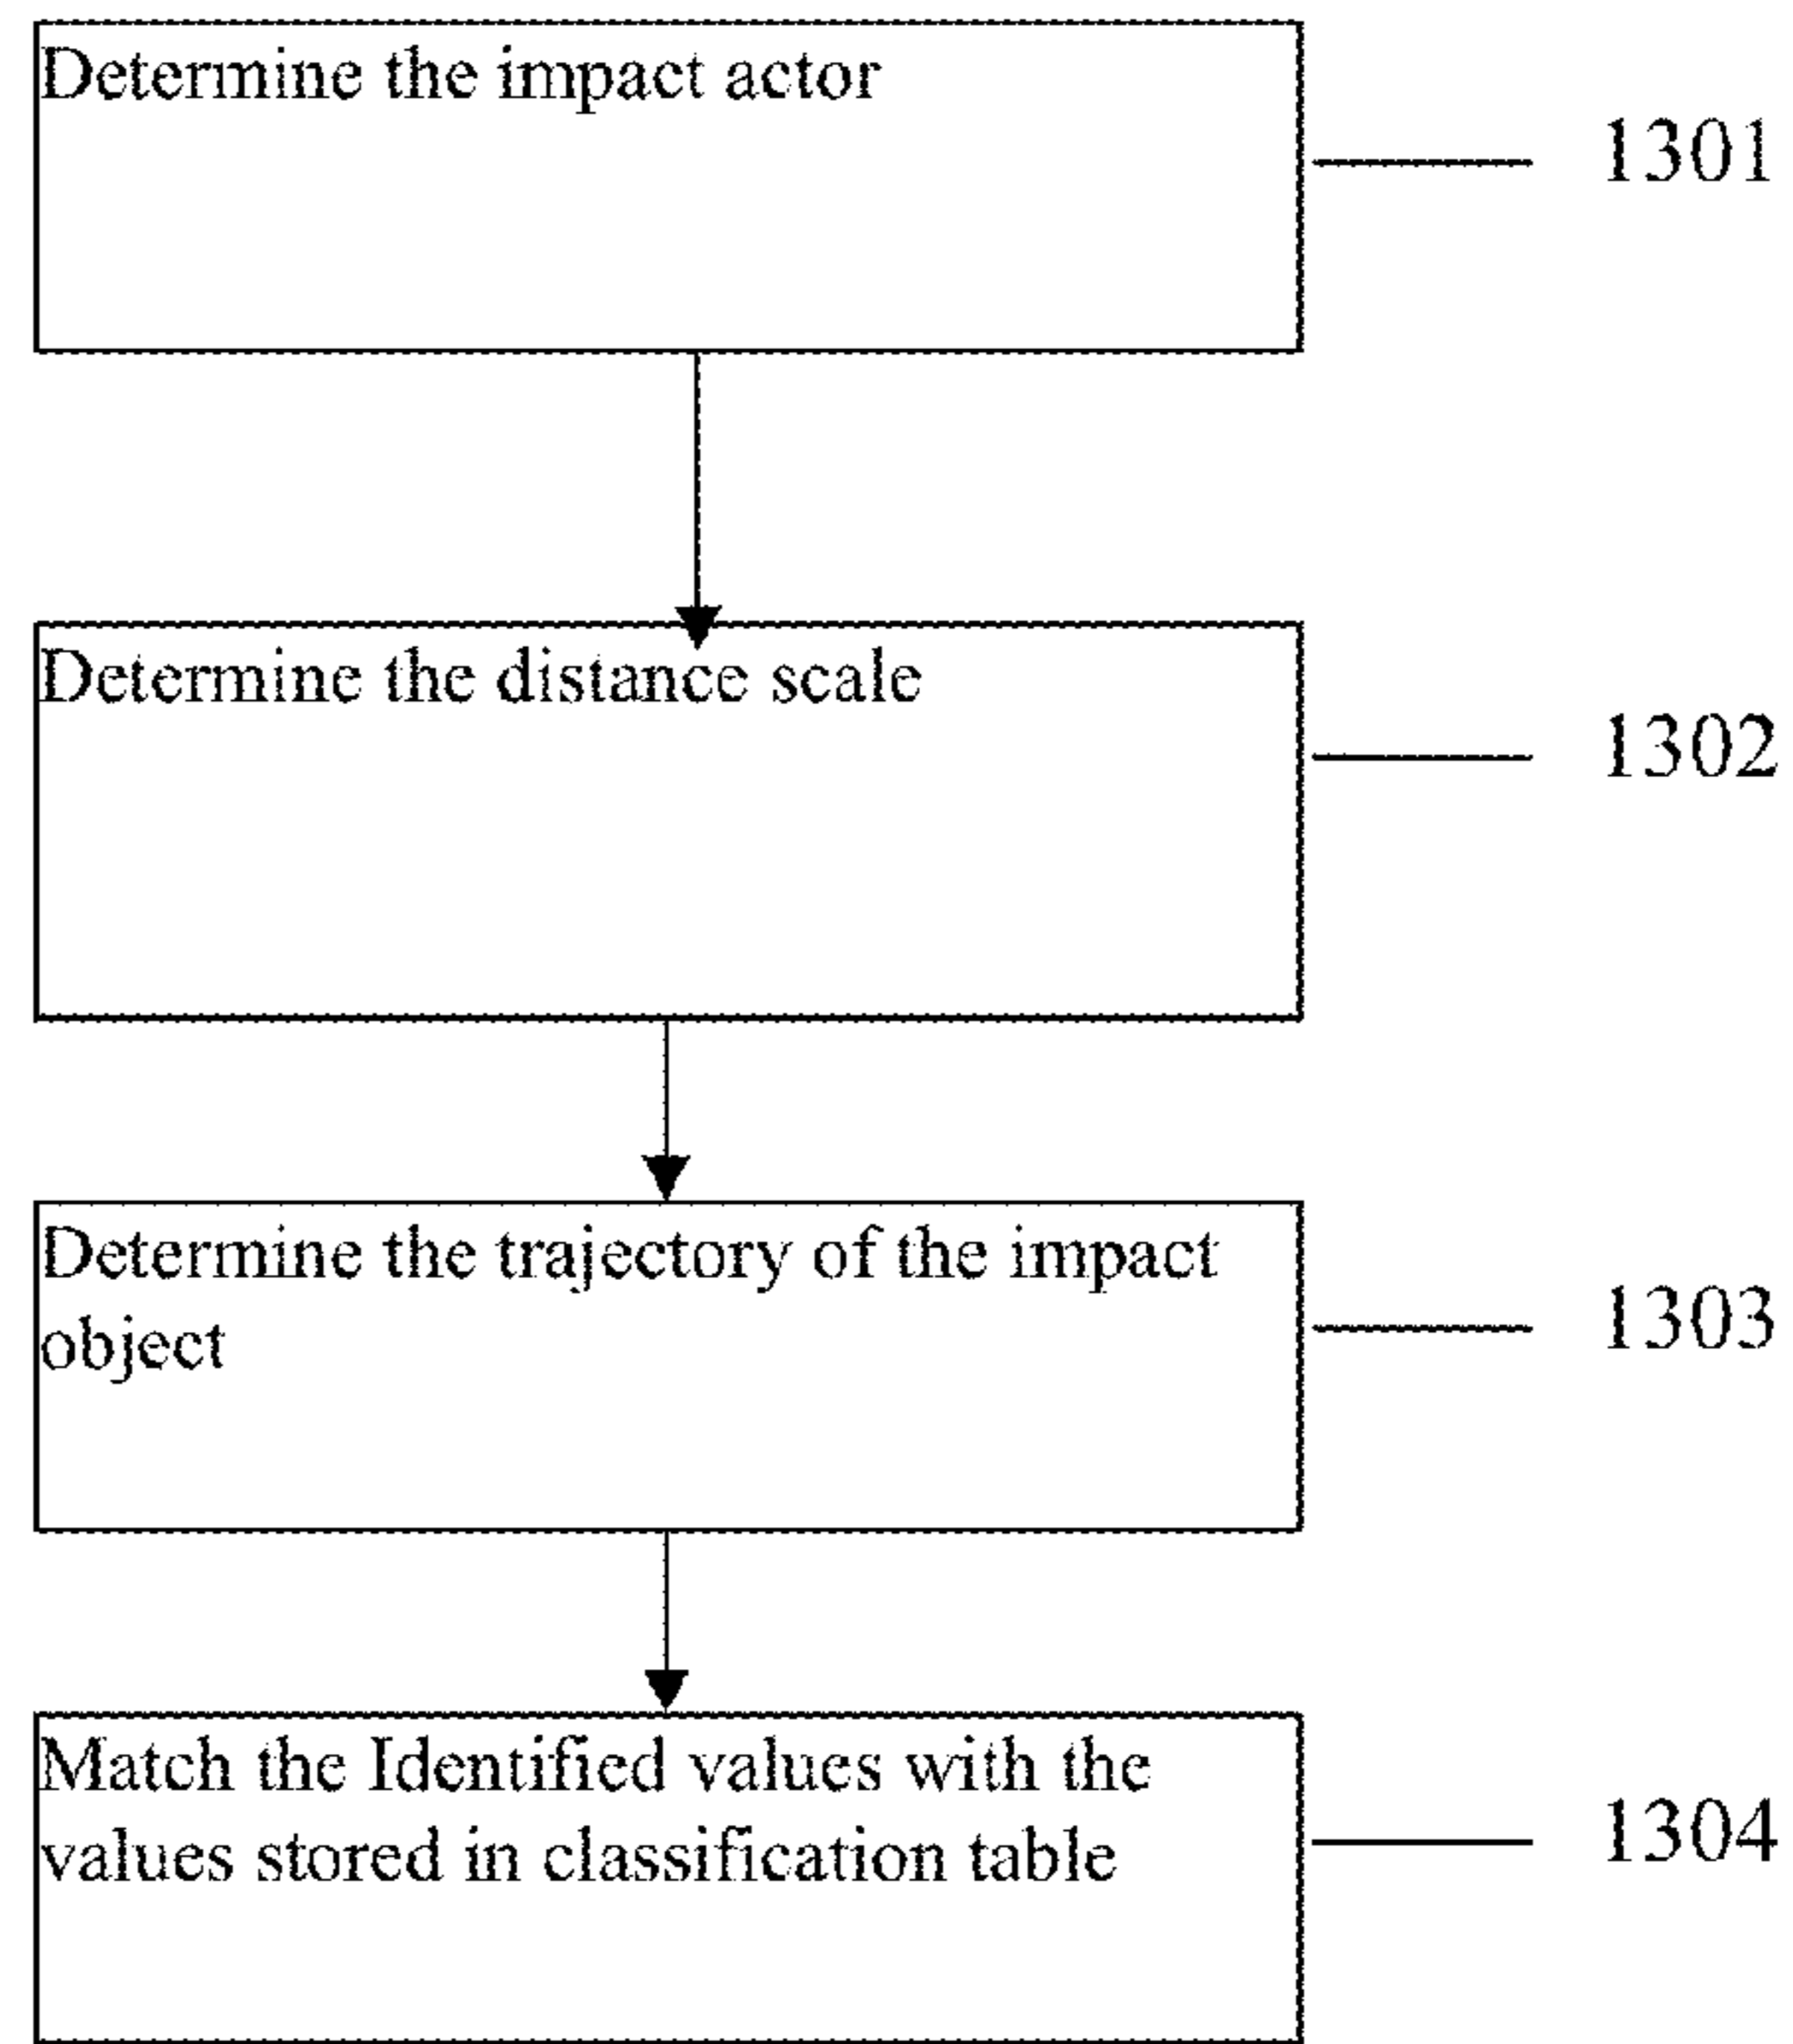 Determine the impact actor
1301
Determine the distance scale
1302
Determine the trajectory of the impact
object
1303
Match the Identified values with the
values stored in classification table
1304